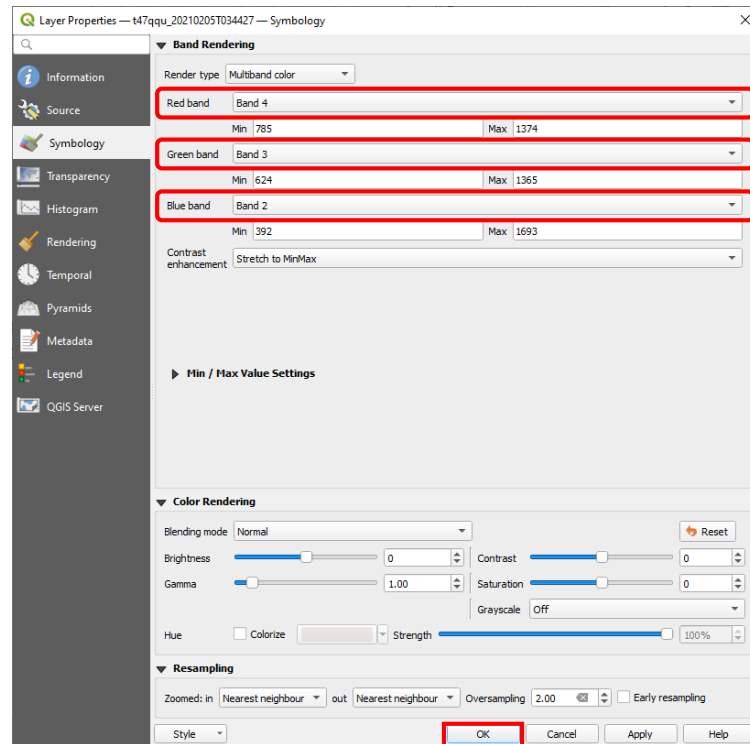 Layer Properties — t47qqu_20210205T034427 — Symbology
Information
Source
Symbology
Transparency
Histogram
Rendering
Temporal
Pyramids
Metadata
Legend
QGIS Server
Band Rendering
Render type Multiband color
Red band Band 4
Min 785 Max 1374
Green band Band 3
Min 624 Max 1365
Blue band Band 2
Min 392 Max 1693
Contrast
enhancement Stretch to MinMax
Min / Max Value Settings
Color Rendering
Blending mode Normal Reset
Brightness 0 Contrast 0
Gamma 1.00 Saturation 0
Grayscale Off
Hue Colorize Strength 100%
Resampling
Zoomed: in Nearest neighbour out Nearest neighbour Oversampling 2.00 Early resampling
Style OK Cancel Apply Help